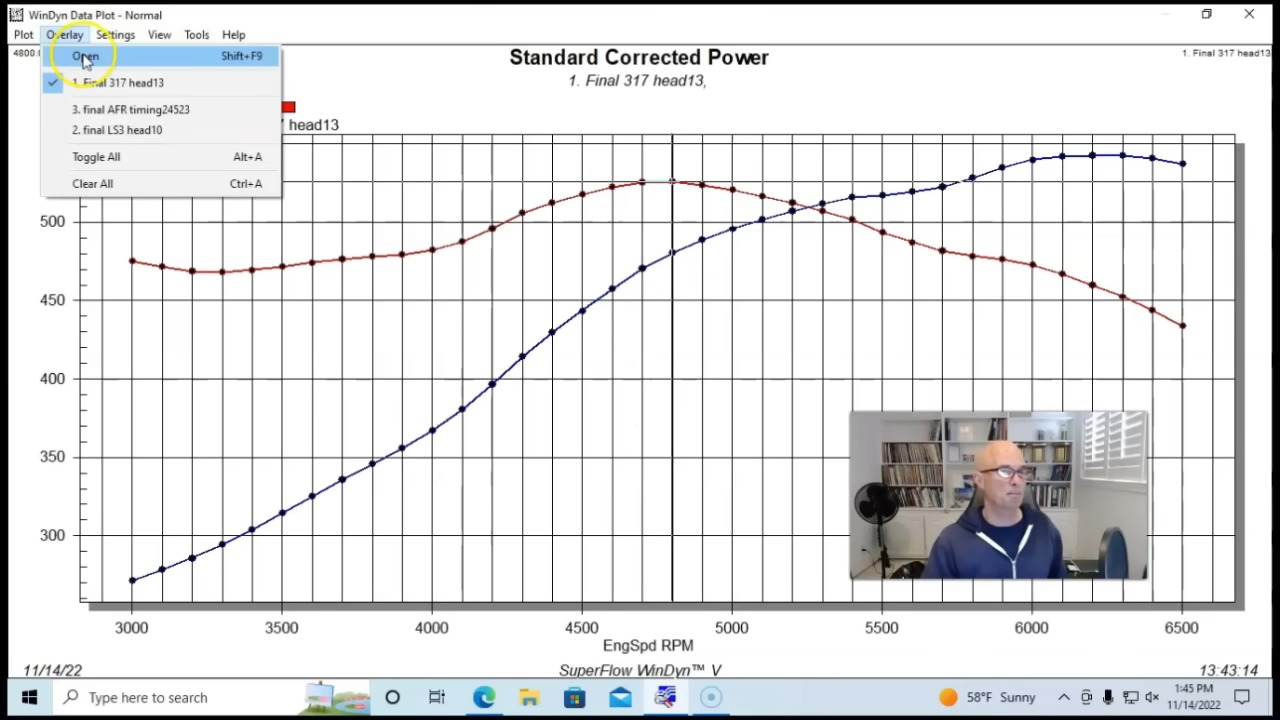 WinDyn Data Plot - Normal
Plot Overlay Settings View Tools Help
4800.0
Open Shift+F9
1. Final 317 head13
3. final AFR timing24523
2. final LS3 head10
Toggle All Alt+A
Clear All Ctrl+A
Standard Corrected Power
1. Final 317 head13,
1. Final 317 head13
7 head13
500
450
400
350
300
3000 3500 4000 4500 5000 5500 6000 6500
EngSpd RPM
11/14/22 SuperFlow WinDyn™ V 13:43:14
Type here to search
58°F Sunny
1:45 PM
11/14/2022